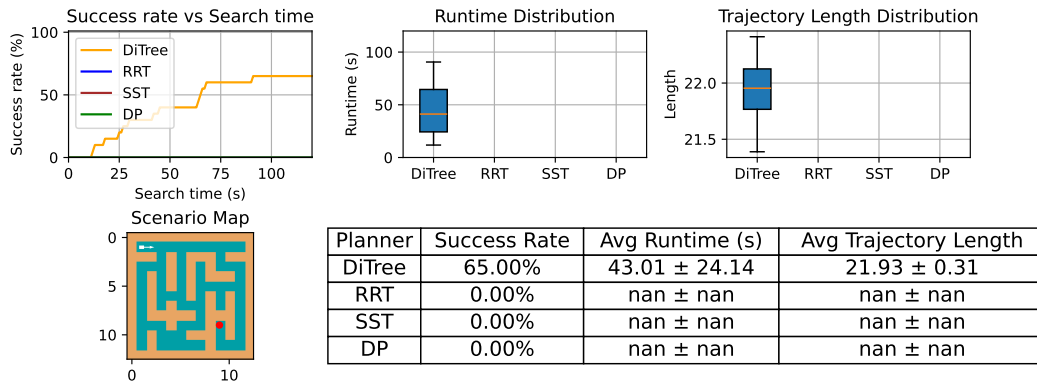 Success rate vs Search time
Success rate (%)
100
50
0
DiTree
RRT
SST
DP
0 25 50 75 100
Search time (s)
Runtime Distribution
Runtime (s)
100
50
0
DiTree RRT SST DP
Trajectory Length Distribution
Length
22.0
21.5
DiTree RRT SST DP
Scenario Map
0
5
10
0 10
Planner Success Rate Avg Runtime (s) Avg Trajectory Length
DiTree 65.00% 43.01 ± 24.14 21.93 ± 0.31
RRT 0.00% nan ± nan nan ± nan
SST 0.00% nan ± nan nan ± nan
DP 0.00% nan ± nan nan ± nan